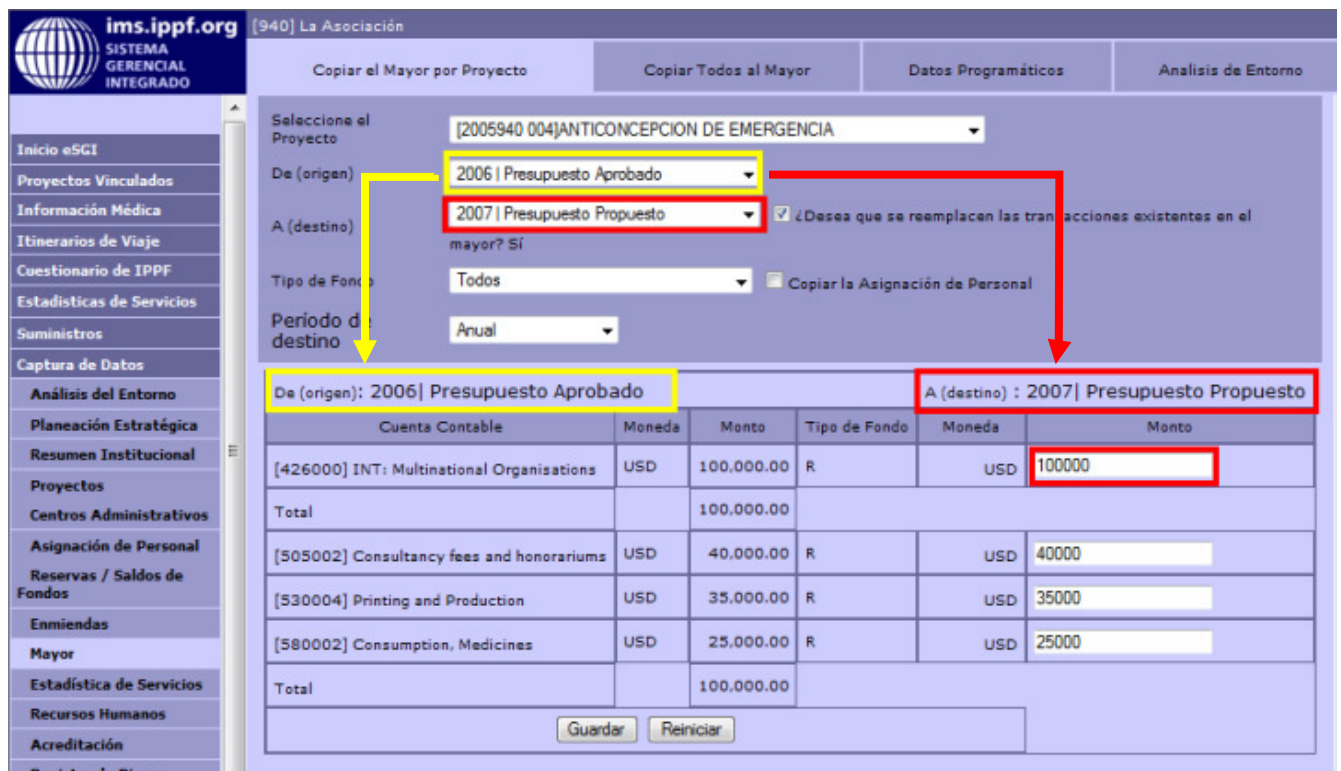 ims.ippf.org
SISTEMA
GERENCIAL
INTEGRADO
[940] La Asociación
Copiar el Mayor por Proyecto
Copiar Todos al Mayor
Datos Programáticos
Analisis de Entorno
Inicio eSGI
Proyectos Vinculados
Información Médica
Itinerarios de Viaje
Cuestionario de IPPF
Estadisticas de Servicios
Suministros
Captura de Datos
Análisis del Entorno
Planeación Estratégica
Resumen Institucional
Proyectos
Centros Administrativos
Asignación de Personal
Reservas / Saldos de
Fondos
Enmiendas
Mayor
Estadística de Servicios
Recursos Humanos
Acreditación
Seleccione el
Proyecto
[2005940 004]ANTICONCEPCION DE EMERGENCIA
De (origen)
2006 | Presupuesto Aprobado
A (destino)
2007 | Presupuesto Propuesto
¿Desea que se reemplacen las transacciones existentes en el
mayor? Sí
Tipo de Fondo
Todos
Copiar la Asignación de Personal
Período de
destino
Anual
De (origen): 2006| Presupuesto Aprobado
A (destino) : 2007| Presupuesto Propuesto
Cuenta Contable Moneda Monto Tipo de Fondo Moneda Monto
[426000] INT: Multinational Organisations USD 100,000.00 R USD 100000
Total 100,000.00
[505002] Consultancy fees and honorariums USD 40,000.00 R USD 40000
[530004] Printing and Production USD 35,000.00 R USD 35000
[580002] Consumption, Medicines USD 25,000.00 R USD 25000
Total 100,000.00
Guardar Reiniciar